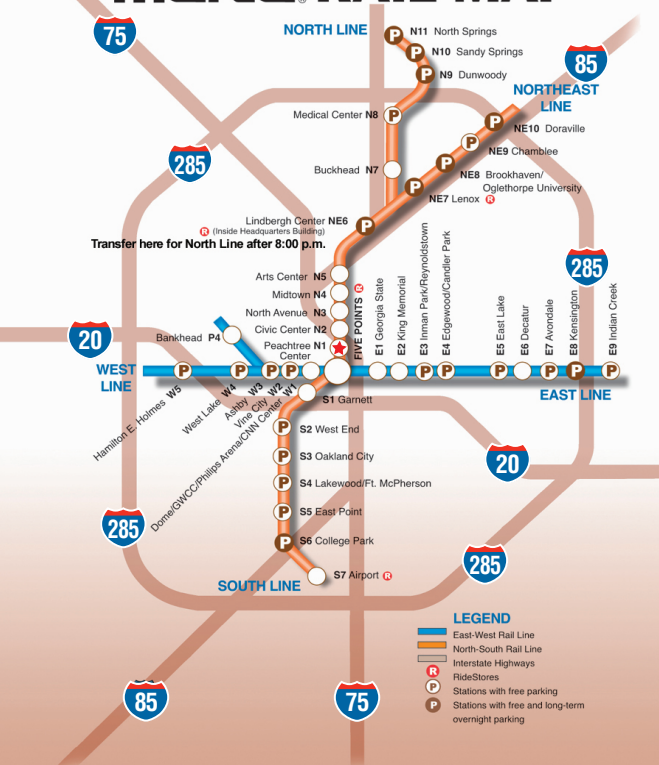 marta® RAIL MAP
75
NORTH LINE
N11 North Springs
N10 Sandy Springs
N9 Dunwoody
85
NORTHEAST
LINE
Medical Center N8
NE10 Doraville
NE9 Chamblee
285
Buckhead N7
NE8 Brookhaven/
Oglethorpe University
NE7 Lenox R
Lindbergh Center NE6
R (Inside Headquarters Building)
Transfer here for North Line after 8:00 p.m.
285
Arts Center N5
Midtown N4
North Avenue N3
Civic Center N2
Peachtree N1
Center
FIVE POINTS R
E1 Georgia State
E2 King Memorial
E3 Inman Park/Reynoldstown
E4 Edgewood/Candler Park
E5 East Lake
E6 Decatur
E7 Avondale
E8 Kensington
E9 Indian Creek
20
Bankhead P4
WEST
LINE
EAST LINE
Hamilton E. Holmes W5
West Lake W4
Ashby W3
Vine City W2
Dome/GWCC/Philips Arena/CNN Center W1
S1 Garnett
S2 West End
S3 Oakland City
S4 Lakewood/Ft. McPherson
S5 East Point
S6 College Park
S7 Airport R
SOUTH LINE
20
285
285
85
75
LEGEND
East-West Rail Line
North-South Rail Line
Interstate Highways
R RideStores
P Stations with free parking
P Stations with free and long-term
overnight parking